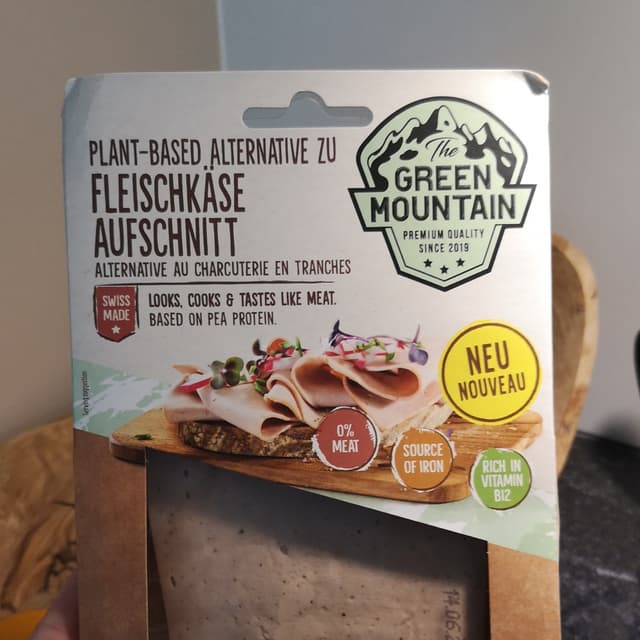 PLANT-BASED ALTERNATIVE ZU
FLEISCHKÄSE
AUFSCHNITT
ALTERNATIVE AU CHARCUTERIE EN TRANCHES
SWISS
MADE
LOOKS, COOKS & TASTES LIKE MEAT.
BASED ON PEA PROTEIN.
The
GREEN
MOUNTAIN
PREMIUM QUALITY
SINCE 2019
NEU
NOUVEAU
0%
MEAT
SOURCE
OF IRON
RICH IN
VITAMIN
B12
14.06.